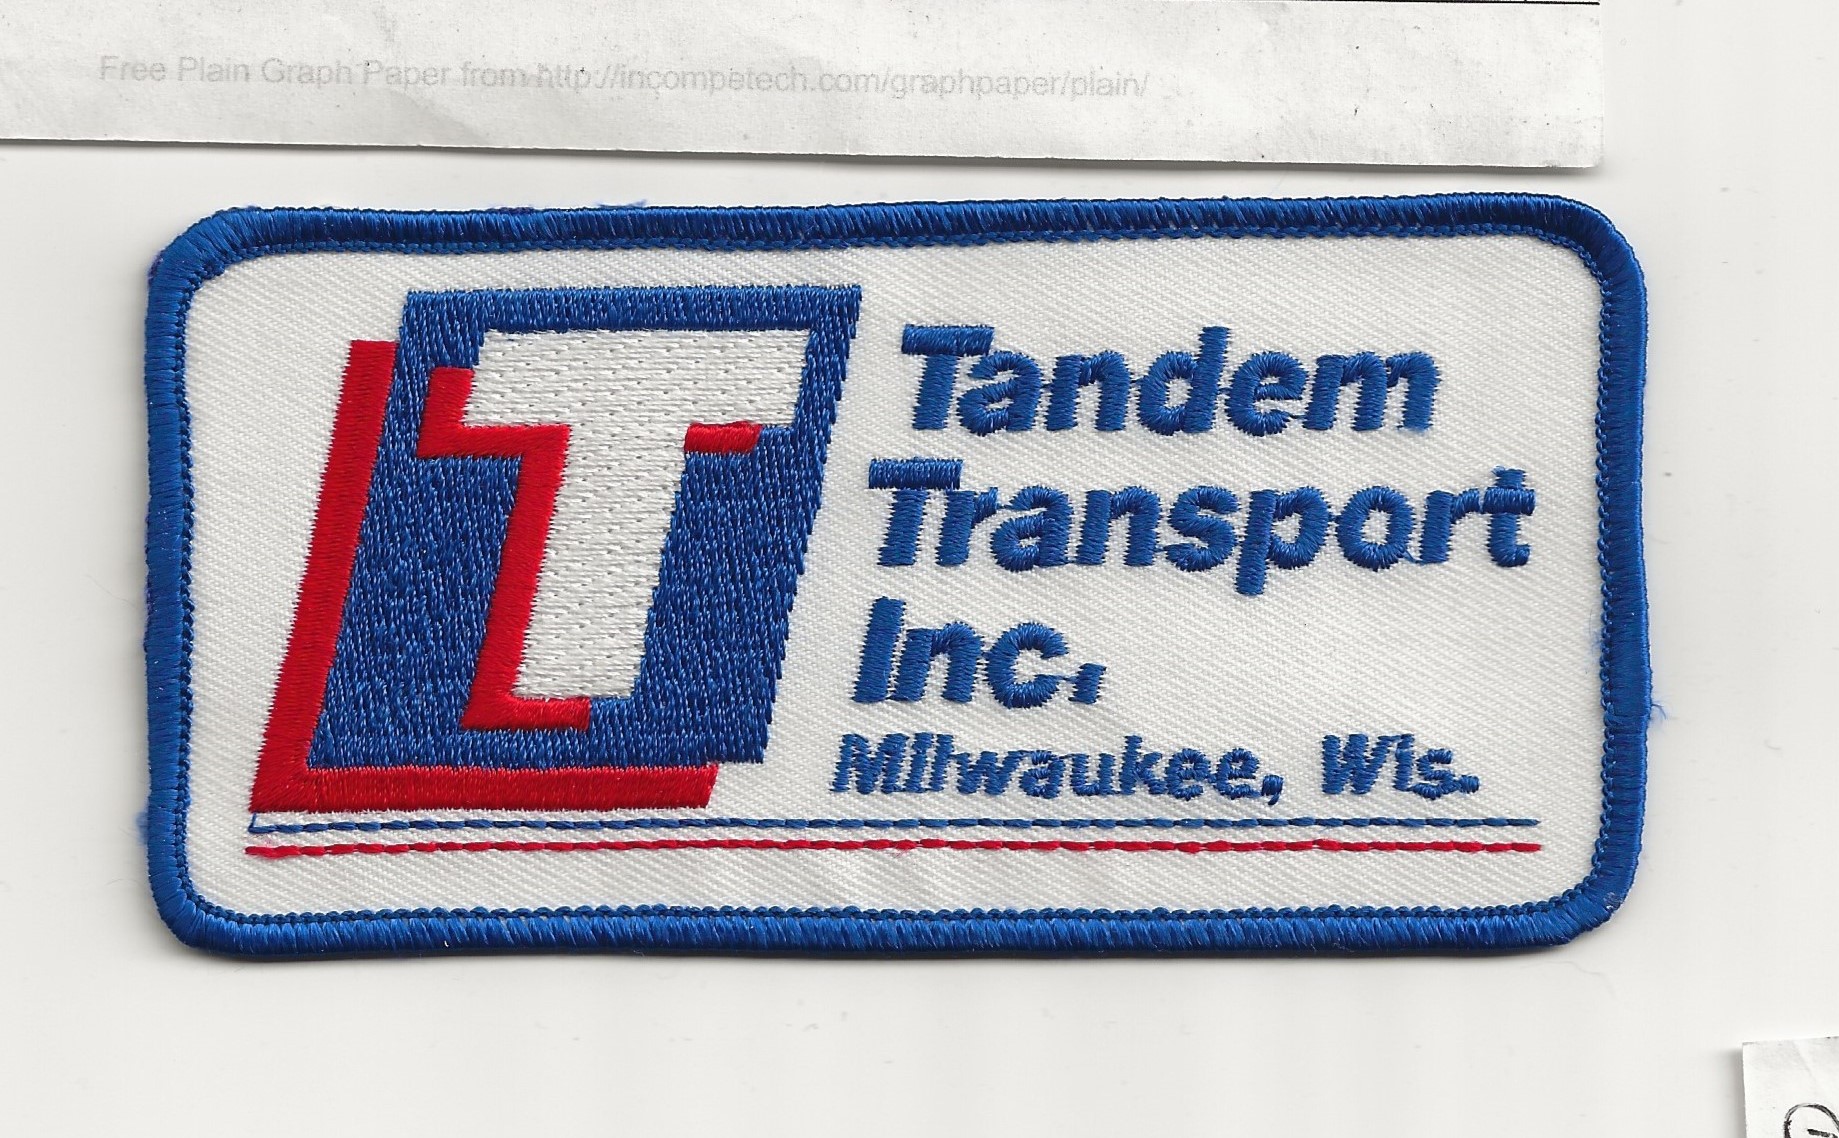 Free Plain Graph Paper from http://incompetech.com/graphpaper/plain/
T
Tandem
Transport
Inc,
Milwaukee, Wis.